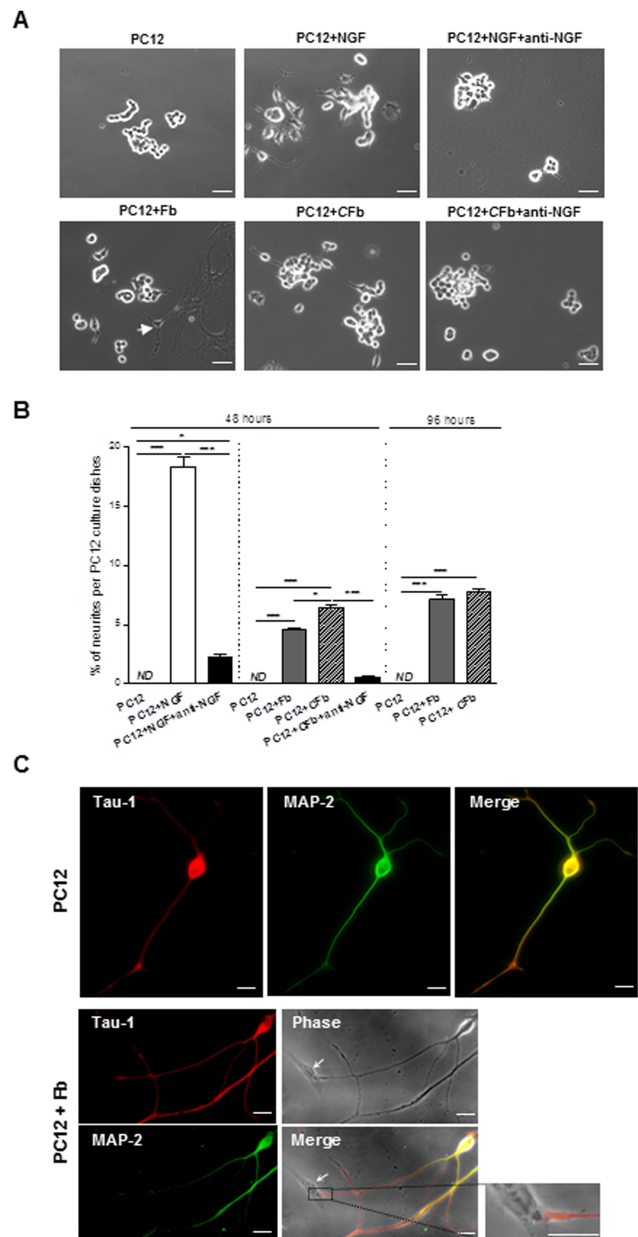 A
PC12
PC12+NGF
PC12+NGF+anti-NGF
PC12+Fb
PC12+CFb
PC12+CFb+anti-NGF
B
48 hours
96 hours
% of neurites per PC12 culture dishes
20
15
10
5
0
*
***
***
***
***
*
***
***
***
ND
ND
ND
PC12
PC12+NGF
PC12+NGF+anti-NGF
PC12
PC12+Fb
PC12+CFb
PC12+CFb+anti-NGF
PC12
PC12+Fb
PC12+CFb
C
PC12
Tau-1
MAP-2
Merge
PC12 + Fb
Tau-1
Phase
MAP-2
Merge